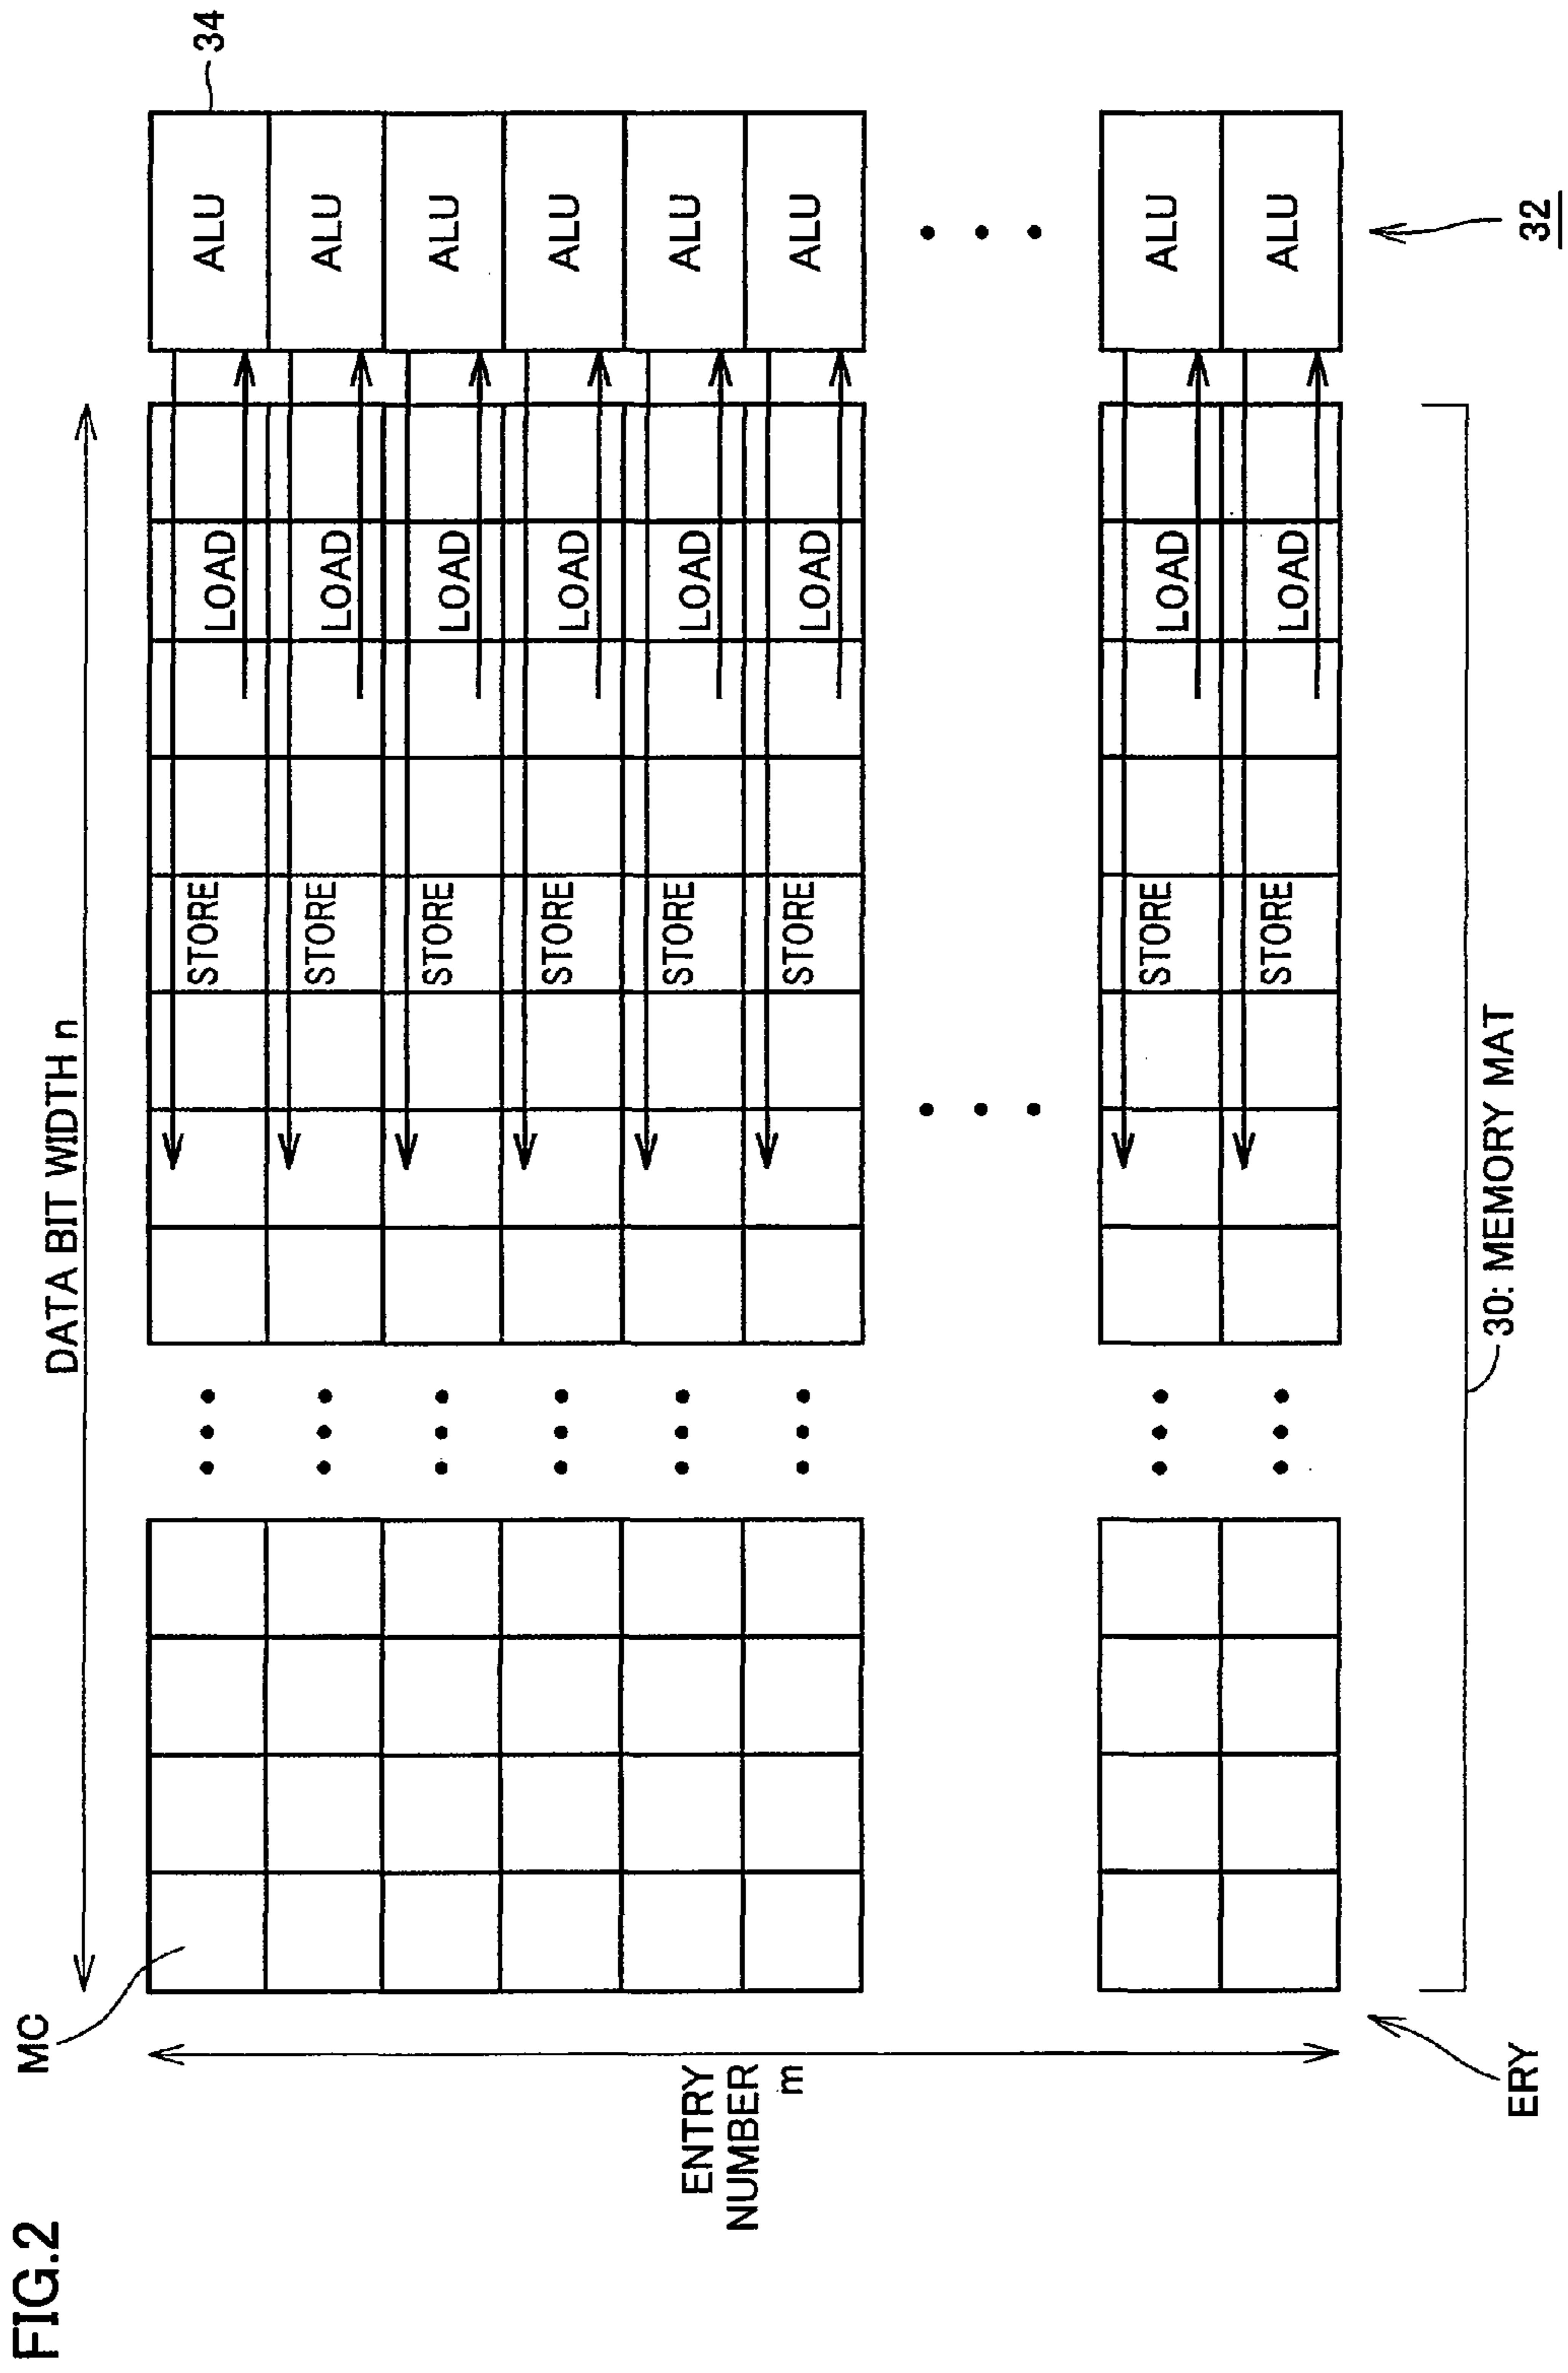 FIG.2
DATA BIT WIDTH n
MC
34
STORE LOAD ALU
STORE LOAD ALU
STORE LOAD ALU
STORE LOAD ALU
STORE LOAD ALU
STORE LOAD ALU
ENTRY
NUMBER
m
STORE LOAD ALU
STORE LOAD ALU
ERY
30: MEMORY MAT
32